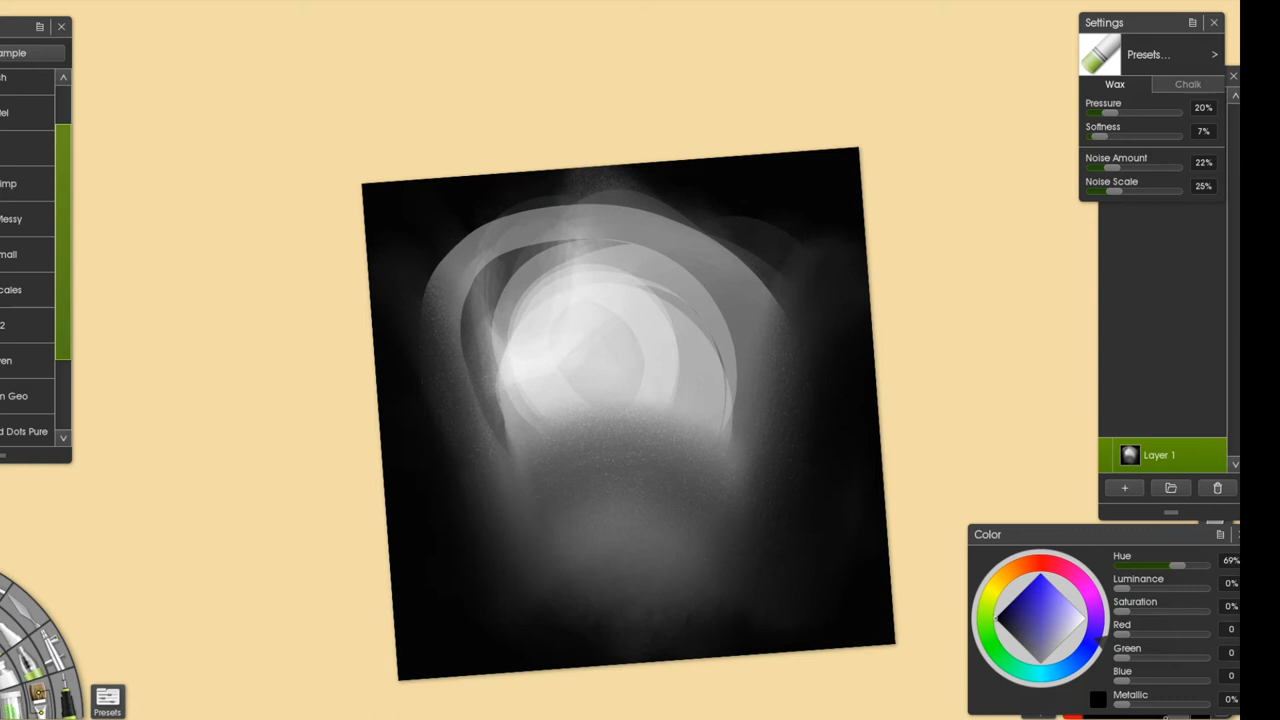 ample
sh
el
imp
Messy
mall
cales
2
en
n Geo
d Dots Pure
Presets
Settings
Presets... >
Wax
Chalk
Pressure
20%
Softness
7%
Noise Amount
22%
Noise Scale
25%
Layer 1
Color
Hue
69%
Luminance
0%
Saturation
0%
Red
0
Green
0
Blue
0
Metallic
0%